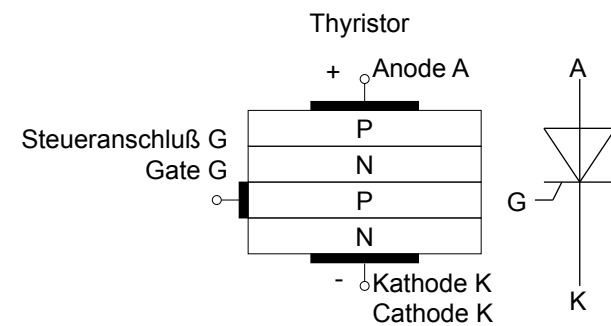 Thyristor
+ Anode A
A
P
Steueranschluß G
N
Gate G
P
G
N
- Kathode K
Cathode K
K